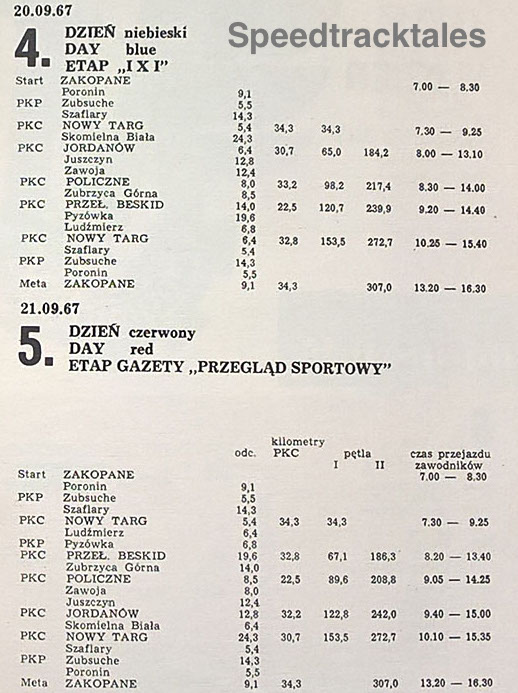 20.09.67
Speedtracktales
4. DZIEŃ niebieski
DAY blue
ETAP „I X I”
Start ZAKOPANE 7.00 — 8.30
Poronin 9,1
PKP Zubsuche 5,5
Szaflary 14,3
PKC NOWY TARG 5,4 34,3 34,3 7.30 — 9.25
Skomielna Biała 24,3
PKC JORDANÓW 6,4 30,7 65,0 184,2 8.00 — 13.10
Juszczyn 12,8
Zawoja 12,4
PKC POLICZNE 8,0 33,2 98,2 217,4 8.30 — 14.00
Zubrzyca Górna 8,5
PKC PRZEŁ. BESKID 14,0 22,5 120,7 239,9 9.20 — 14.40
Pyzówka 19,6
Ludźmierz 6,8
PKC NOWY TARG 6,4 32,8 153,5 272,7 10.25 — 15.40
Szaflary 5,4
PKP Zubsuche 14,3
Poronin 5,5
Meta ZAKOPANE 9,1 34,3 307,0 13.20 — 16.30
21.09.67
5. DZIEŃ czerwony
DAY red
ETAP GAZETY „PRZEGLĄD SPORTOWY”
kilometry
odc. PKC pętla czas przejazdu
I II zawodników
Start ZAKOPANE 7.00 — 8.30
Poronin 9,1
PKP Zubsuche 5,5
Szaflary 14,3
PKC NOWY TARG 5,4 34,3 34,3 7.30 — 9.25
Ludźmierz 6,4
PKP Pyzówka 6,8
PKC PRZEŁ. BESKID 19,6 32,8 67,1 186,3 8.20 — 13.40
Zubrzyca Górna 14,0
PKC POLICZNE 8,5 22,5 89,6 208,8 9.05 — 14.25
Zawoja 8,0
Juszczyn 12,4
PKC JORDANÓW 12,8 32,2 122,8 242,0 9.40 — 15.00
Skomielna Biała 6,4
PKC NOWY TARG 24,3 30,7 153,5 272,7 10.10 — 15.35
Szaflary 5,4
PKP Zubsuche 14,3
Poronin 5,5
Meta ZAKOPANE 9,1 34,3 307,0 13.20 — 16.30